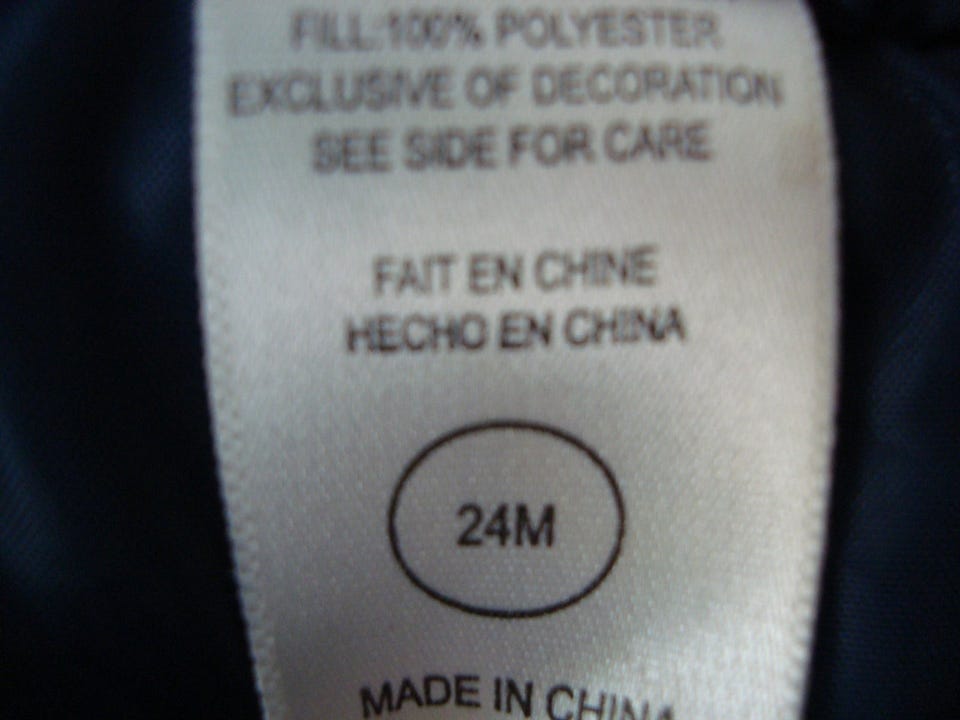 FILL:100% POLYESTER
EXCLUSIVE OF DECORATION
SEE SIDE FOR CARE
FAIT EN CHINE
HECHO EN CHINA
24M
MADE IN CHINA